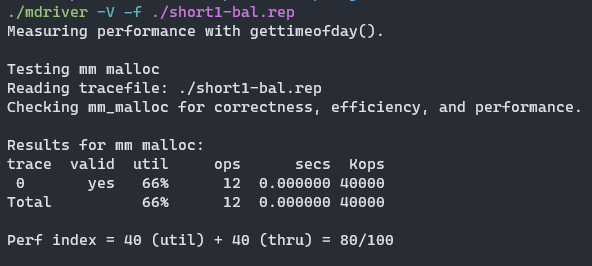 ./mdriver -V -f ./short1-bal.rep
Measuring performance with gettimeofday().
Testing mm malloc
Reading tracefile: ./short1-bal.rep
Checking mm_malloc for correctness, efficiency, and performance.
Results for mm malloc:
trace valid util ops secs Kops
0 yes 66% 12 0.000000 40000
Total 66% 12 0.000000 40000
Perf index = 40 (util) + 40 (thru) = 80/100